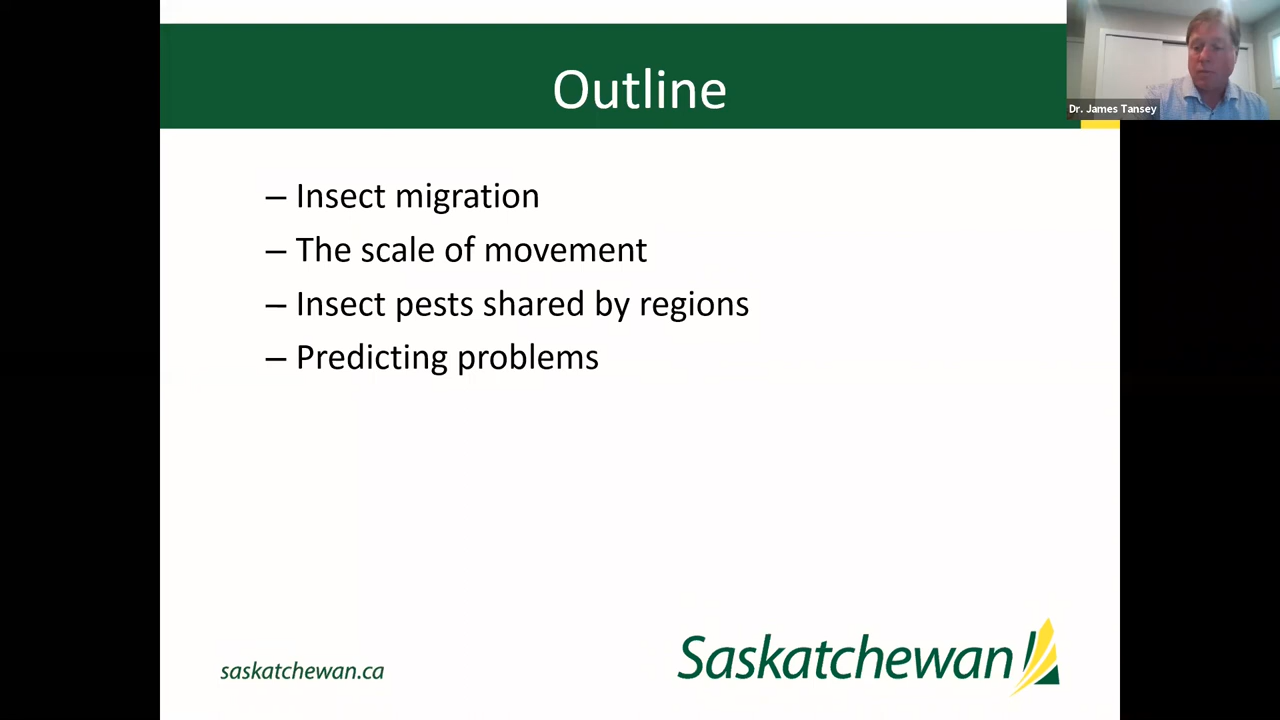 Outline
Dr. James Tansey
– Insect migration
– The scale of movement
– Insect pests shared by regions
– Predicting problems
saskatchewan.ca
Saskatchewan